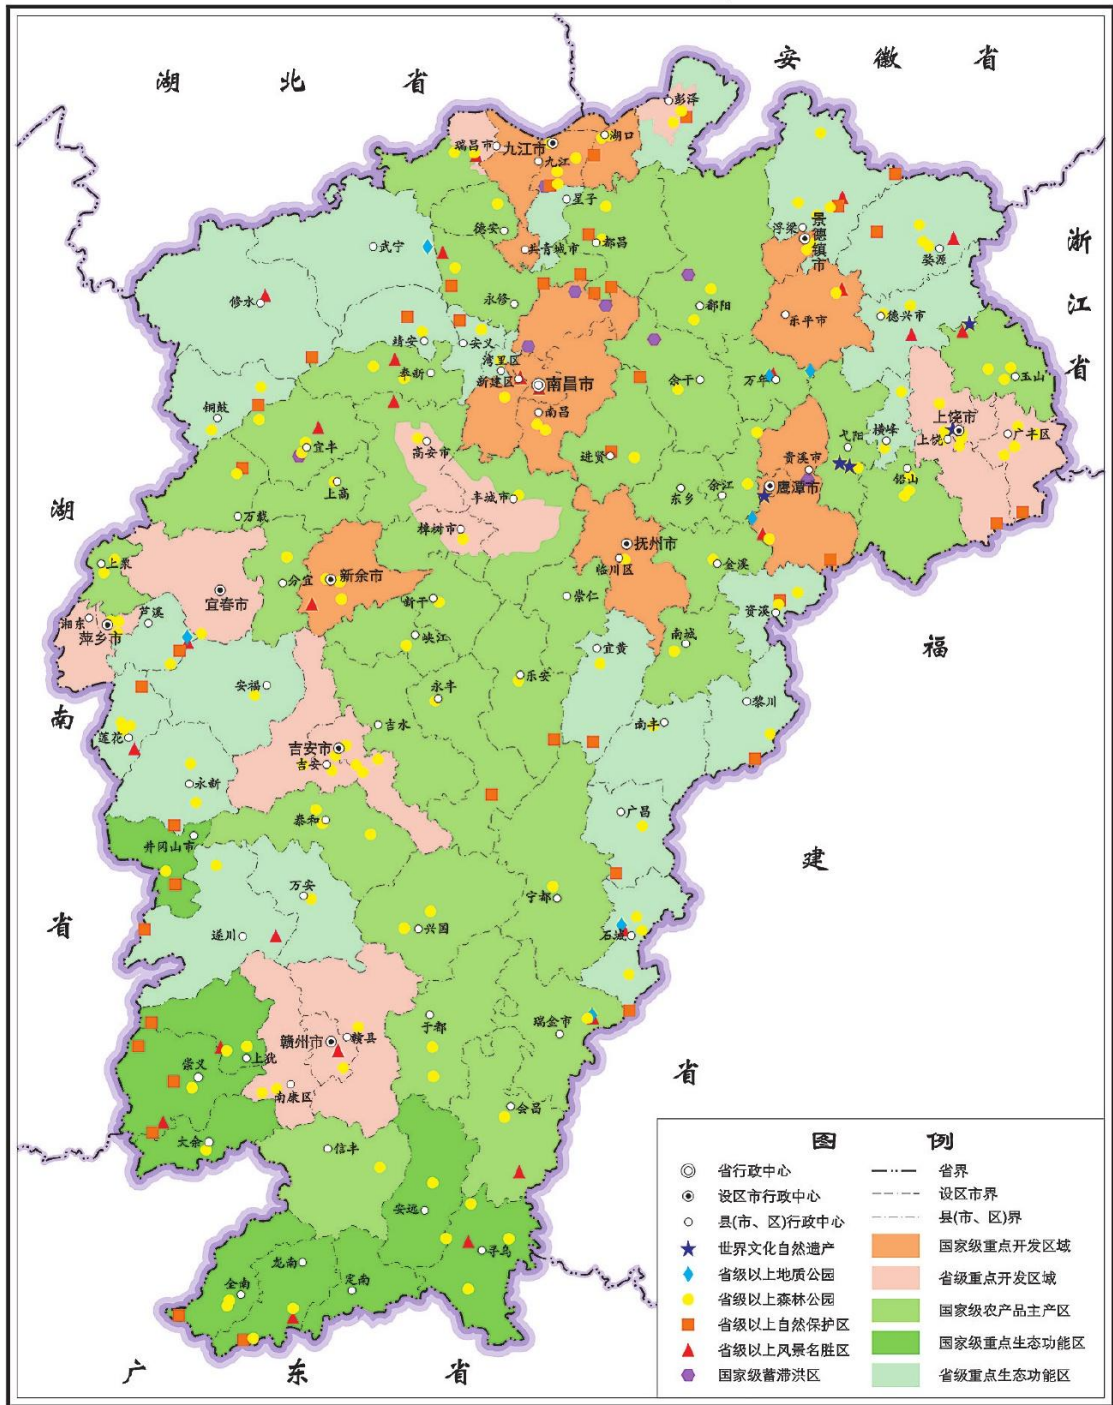 湖北省
安徽省
彭泽
湖口
瑞昌市
九江市
九江
星子
浮梁
景德镇市
德安
共青城市
都昌
婺源
武宁
浙江省
修水
永修
鄱阳
乐平市
德兴市
靖安
安义
湾里区
奉新
新建区
南昌市
余干
万年
玉山
铜鼓
南昌
上饶市
上饶
广丰区
宜丰
高安市
弋阳
横峰
进贤
贵溪市
铅山
上高
丰城市
东乡
余江
鹰潭市
湖南省
万载
樟树市
抚州市
临川区
上栗
金溪
分宜
新余市
宜春市
新干
崇仁
湘东
芦溪
萍乡市
资溪
峡江
南城
宜黄
福建省
安福
乐安
永丰
黎川
莲花
吉水
南丰
吉安市
吉安
永新
广昌
泰和
井冈山市
万安
宁都
遂川
兴国
石城
于都
瑞金市
赣州市
赣县
上犹
崇义
南康区
会昌
大余
信丰
安远
寻乌
龙南
全南
定南
广东省
图例
省行政中心
设区市行政中心
县(市、区)行政中心
世界文化自然遗产
省级以上地质公园
省级以上森林公园
省级以上自然保护区
省级以上风景名胜区
国家级蓄滞洪区
省界
设区市界
县(市、区)界
国家级重点开发区域
省级重点开发区域
国家级农产品主产区
国家级重点生态功能区
省级重点生态功能区